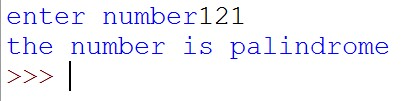 enter number121
the number is palindrome
>>>